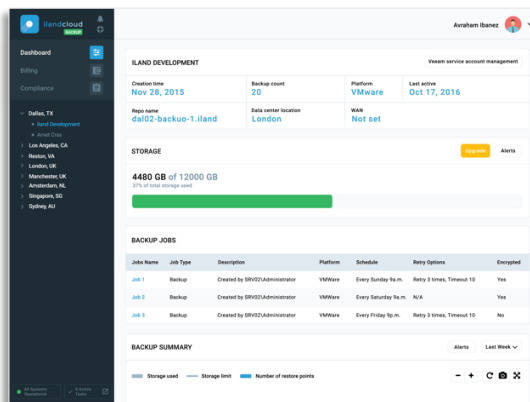 ilandcloud
BACKUP
Avraham Ibanez
Dashboard
Billing
Compliance
Dallas, TX
Iland Development
Amet Cras
Los Angeles, CA
Reston, VA
London, UK
Manchester, UK
Amsterdam, NL
Singapore, SG
Sydney, AU
All Systems Operational
Tasks
ILAND DEVELOPMENT
Veeam service account management
Creation time Backup count Platform Last active
Nov 28, 2015 20 VMware Oct 17, 2016
Repo name Data center location WAN
dal02-backuo-1.iland London Not set
STORAGE
Upgrade Alerts
4480 GB of 12000 GB
37% of total storage used
BACKUP JOBS
Jobs Name Job Type Description Platform Schedule Retry Options Encrypted
Job 1 Backup Created by SRV02\Administrator VMWare Every Sunday 9a.m. Retry 3 times, Timeout 10 Yes
Job 2 Backup Created by SRV02\Administrator VMWare Every Saturday 9a.m. N/A Yes
Job 3 Backup Created by SRV02\Administrator VMWare Every Friday 9p.m. Retry 3 times, Timeout 10 No
BACKUP SUMMARY
Alerts Last Week
Storage used Storage limit Number of restore points